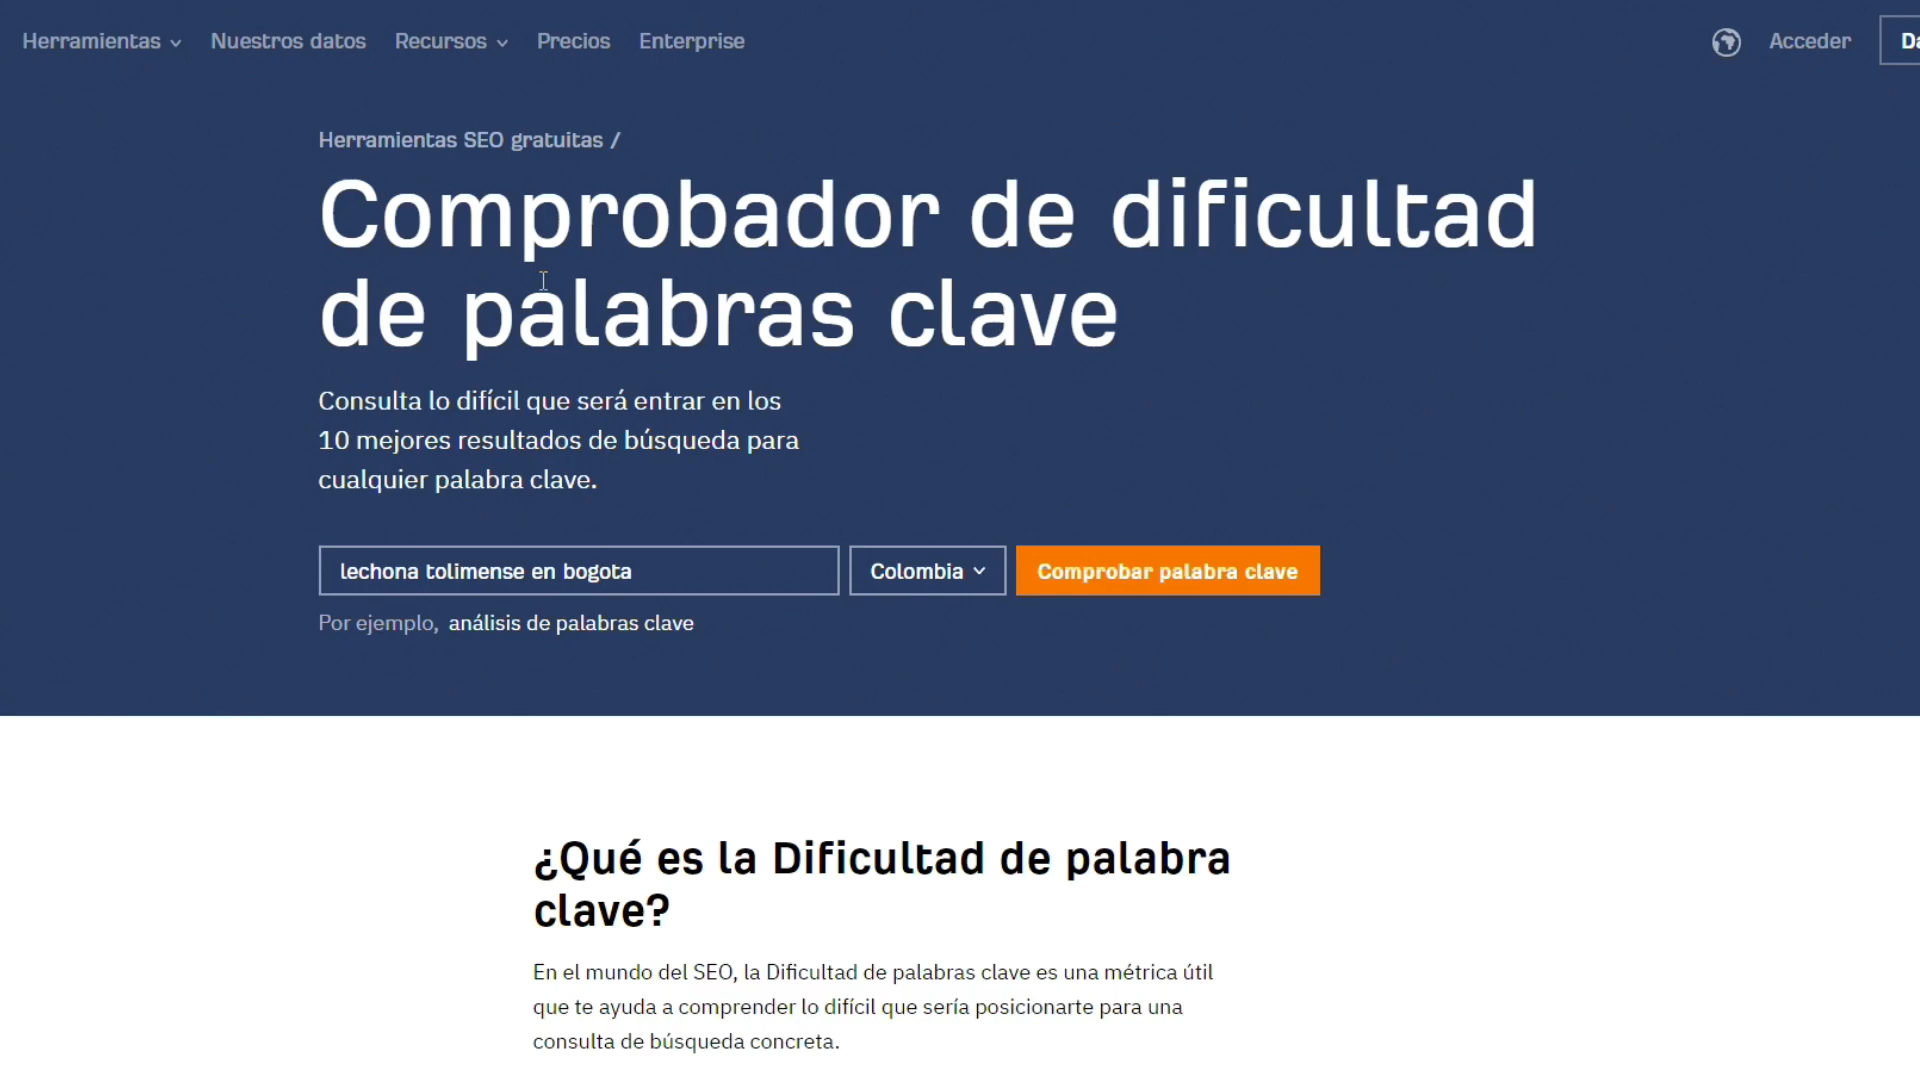 Herramientas
Nuestros datos
Recursos
Precios
Enterprise
Acceder
Herramientas SEO gratuitas /
Comprobador de dificultad
de palabras clave
Consulta lo difícil que será entrar en los
10 mejores resultados de búsqueda para
cualquier palabra clave.
lechona tolimense en bogota
Colombia
Comprobar palabra clave
Por ejemplo, análisis de palabras clave
¿Qué es la Dificultad de palabra
clave?
En el mundo del SEO, la Dificultad de palabras clave es una métrica útil
que te ayuda a comprender lo difícil que sería posicionarte para una
consulta de búsqueda concreta.